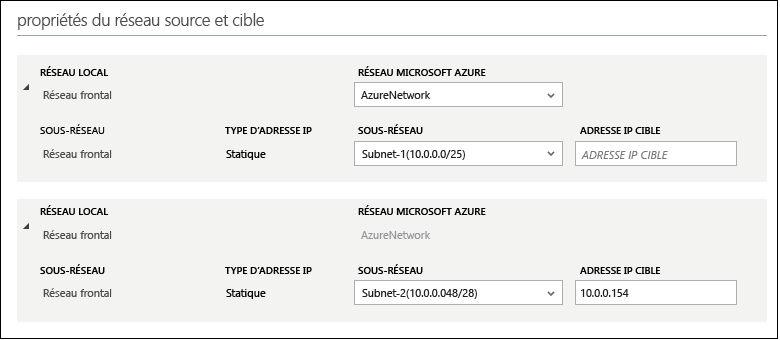 propriétés du réseau source et cible
RÉSEAU LOCAL RÉSEAU MICROSOFT AZURE
Réseau frontal AzureNetwork
SOUS-RÉSEAU TYPE D'ADRESSE IP SOUS-RÉSEAU ADRESSE IP CIBLE
Réseau frontal Statique Subnet-1(10.0.0.0/25) ADRESSE IP CIBLE
RÉSEAU LOCAL RÉSEAU MICROSOFT AZURE
Réseau frontal AzureNetwork
SOUS-RÉSEAU TYPE D'ADRESSE IP SOUS-RÉSEAU ADRESSE IP CIBLE
Réseau frontal Statique Subnet-2(10.0.0.048/28) 10.0.0.154